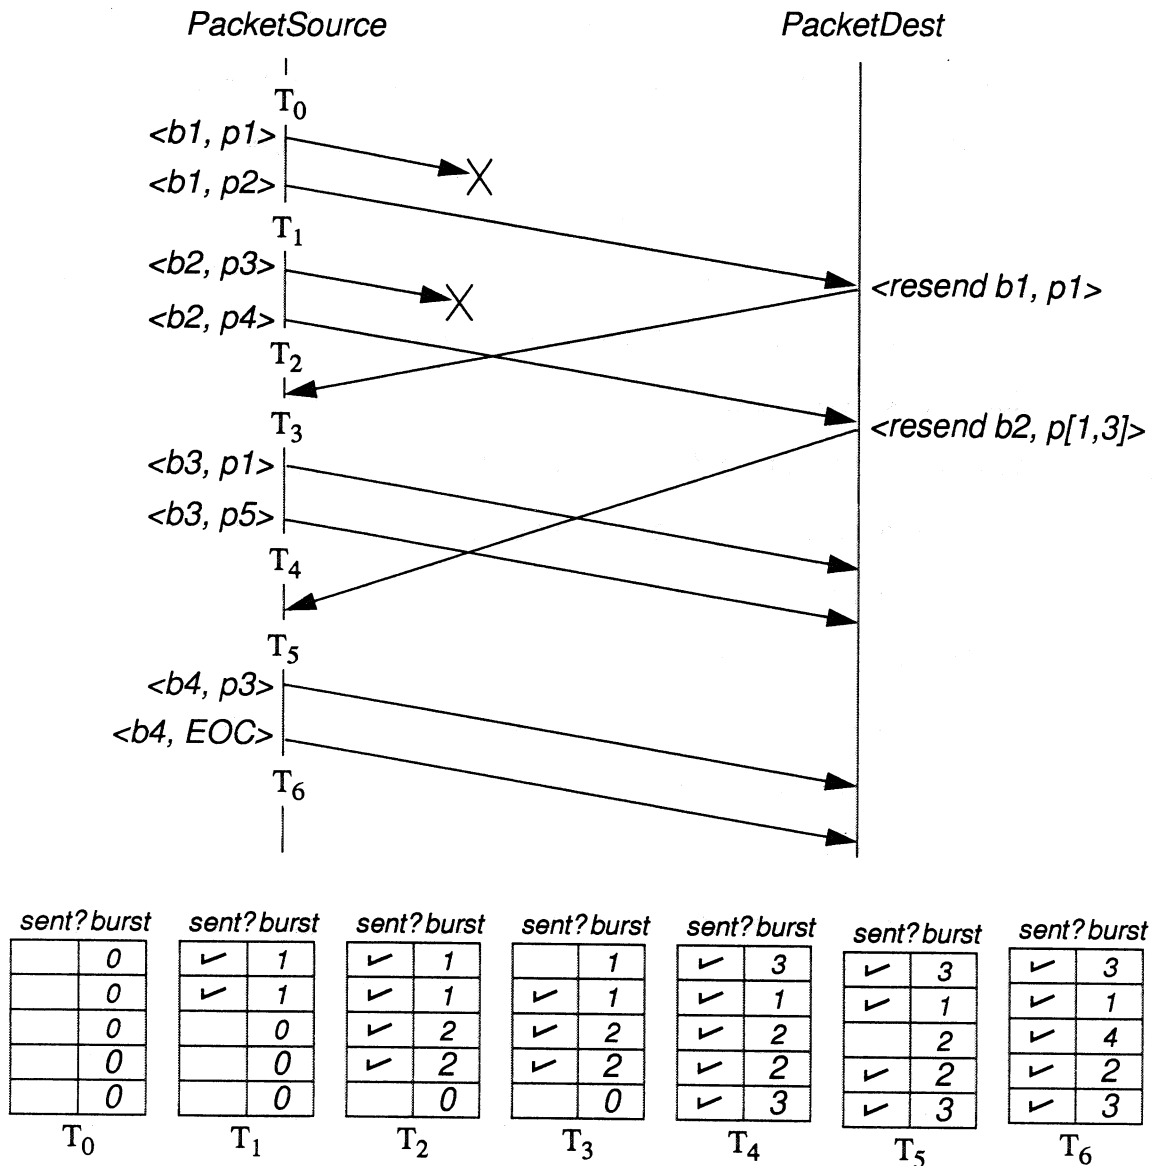 PacketSource PacketDest
T0
<b1, p1>
<b1, p2>
T1
<b2, p3>
<resend b1, p1>
<b2, p4>
T2
T3
<resend b2, p[1,3]>
<b3, p1>
<b3, p5>
T4
T5
<b4, p3>
<b4, EOC>
T6
sent? burst sent? burst sent? burst sent? burst sent? burst sent? burst sent? burst
0 ✓ 1 ✓ 1 1 ✓ 3 ✓ 3 ✓ 3
0 ✓ 1 ✓ 1 ✓ 1 ✓ 1 ✓ 1 ✓ 1
0 0 ✓ 2 ✓ 2 ✓ 2 2 ✓ 4
0 0 ✓ 2 ✓ 2 ✓ 2 ✓ 2 ✓ 2
0 0 0 0 ✓ 3 ✓ 3 ✓ 3
T0 T1 T2 T3 T4 T5 T6